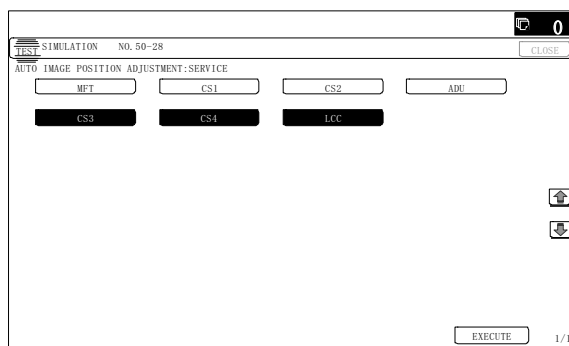 0
TEST SIMULATION NO.50-28
CLOSE
AUTO IMAGE POSITION ADJUSTMENT:SERVICE
MFT CS1 CS2 ADU
CS3 CS4 LCC
EXECUTE 1/1